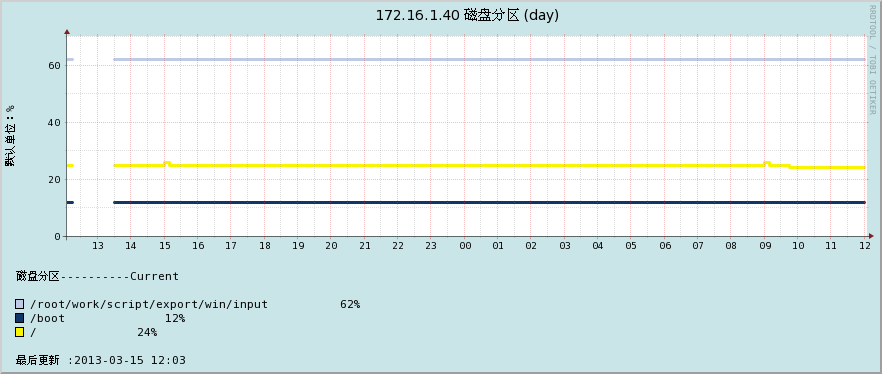 172.16.1.40 磁盘分区 (day)
RRDTOOL / TOBI OETIKER
默认单位：%
60
40
20
0
13 14 15 16 17 18 19 20 21 22 23 00 01 02 03 04 05 06 07 08 09 10 11 12
磁盘分区----------Current
/root/work/script/export/win/input 62%
/boot 12%
/ 24%
最后更新 :2013-03-15 12:03